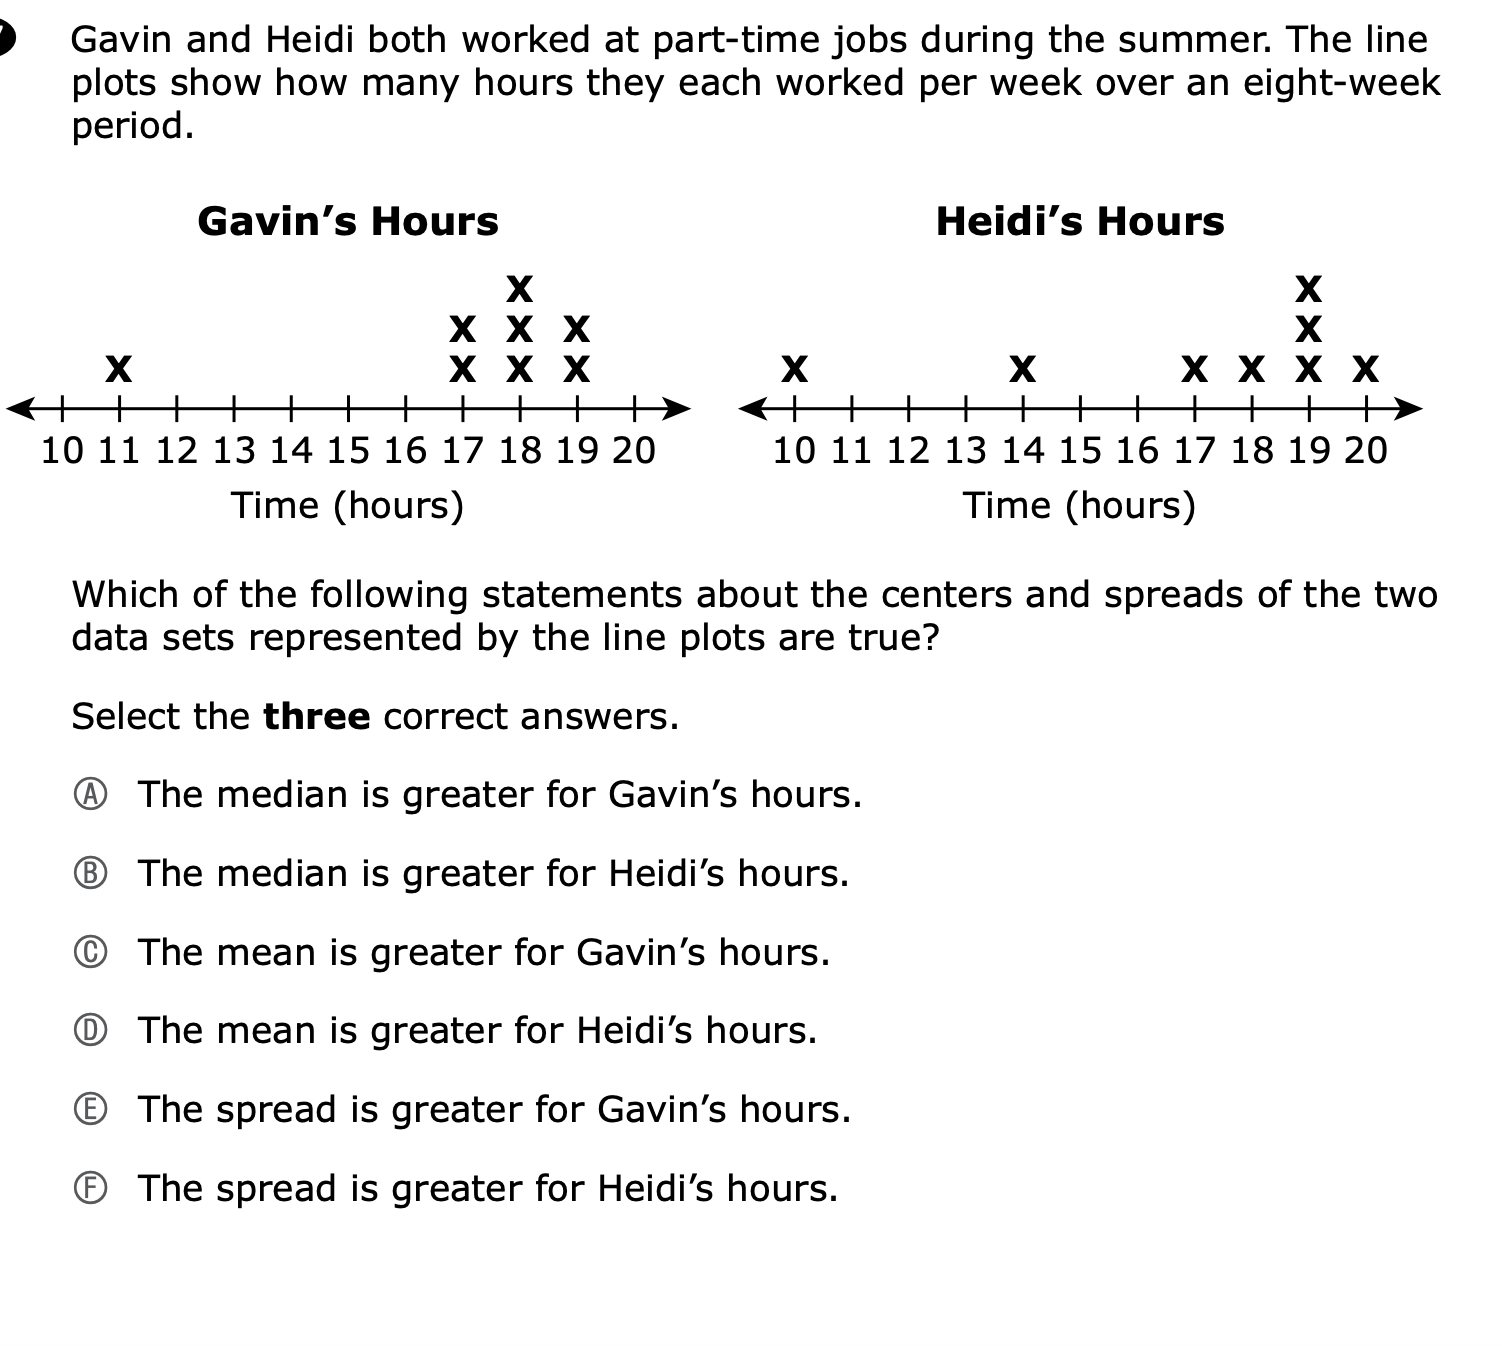 Gavin and Heidi both worked at part-time jobs during the summer. The line
plots show how many hours they each worked per week over an eight-week
period.
Gavin’s Hours
X
X X X
X X X X
10 11 12 13 14 15 16 17 18 19 20
Time (hours)
Heidi’s Hours
X
X
X X X X X X
10 11 12 13 14 15 16 17 18 19 20
Time (hours)
Which of the following statements about the centers and spreads of the two
data sets represented by the line plots are true?
Select the three correct answers.
Ⓐ The median is greater for Gavin’s hours.
Ⓑ The median is greater for Heidi’s hours.
Ⓒ The mean is greater for Gavin’s hours.
Ⓓ The mean is greater for Heidi’s hours.
Ⓔ The spread is greater for Gavin’s hours.
Ⓕ The spread is greater for Heidi’s hours.